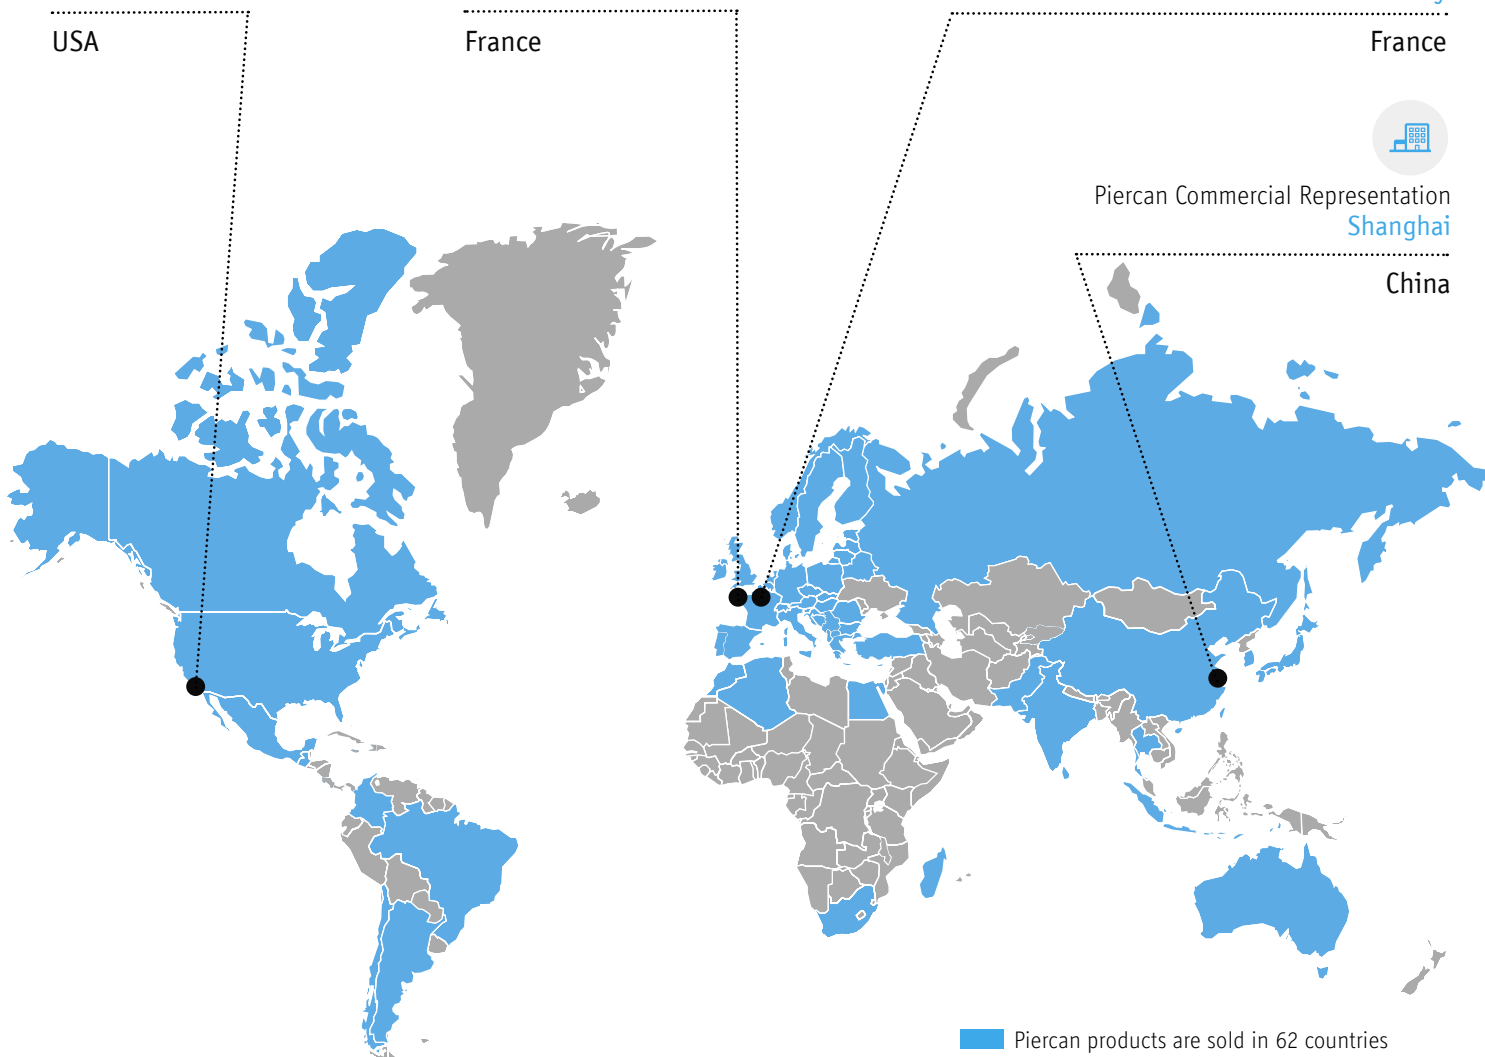 USA
France
France
Piercan Commercial Representation
Shanghai
China
Piercan products are sold in 62 countries